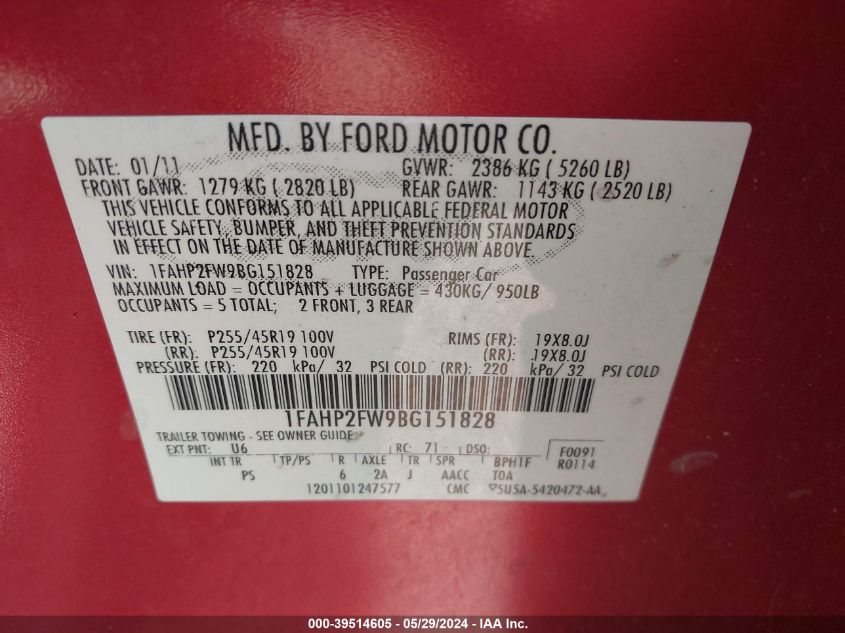 MFD. BY FORD MOTOR CO.
DATE: 01/11 GVWR: 2386 KG ( 5260 LB)
FRONT GAWR: 1279 KG ( 2820 LB) REAR GAWR: 1143 KG ( 2520 LB)
THIS VEHICLE CONFORMS TO ALL APPLICABLE FEDERAL MOTOR
VEHICLE SAFETY, BUMPER, AND THEFT PREVENTION STANDARDS
IN EFFECT ON THE DATE OF MANUFACTURE SHOWN ABOVE.
VIN: 1FAHP2FW9BG151828 TYPE: Passenger Car
MAXIMUM LOAD = OCCUPANTS + LUGGAGE = 430KG/ 950LB
OCCUPANTS = 5 TOTAL; 2 FRONT, 3 REAR
TIRE (FR): P255/45R19 100V RIMS (FR): 19X8.0J
(RR): P255/45R19 100V (RR): 19X8.0J
PRESSURE (FR): 220 kPa/ 32 PSI COLD (RR): 220 kPa/ 32 PSI COLD
1FAHP2FW9BG151828
TRAILER TOWING - SEE OWNER GUIDE
EXT PNT: U6 RC: 71 DSO: F0091
INT TR TP/PS R AXLE TR SPR BPH1F R0114
PS 6 2A J AACC TOA
1201101247577 CMC 5U5A-5420472-AA
000-39514605 - 05/29/2024 - IAA Inc.